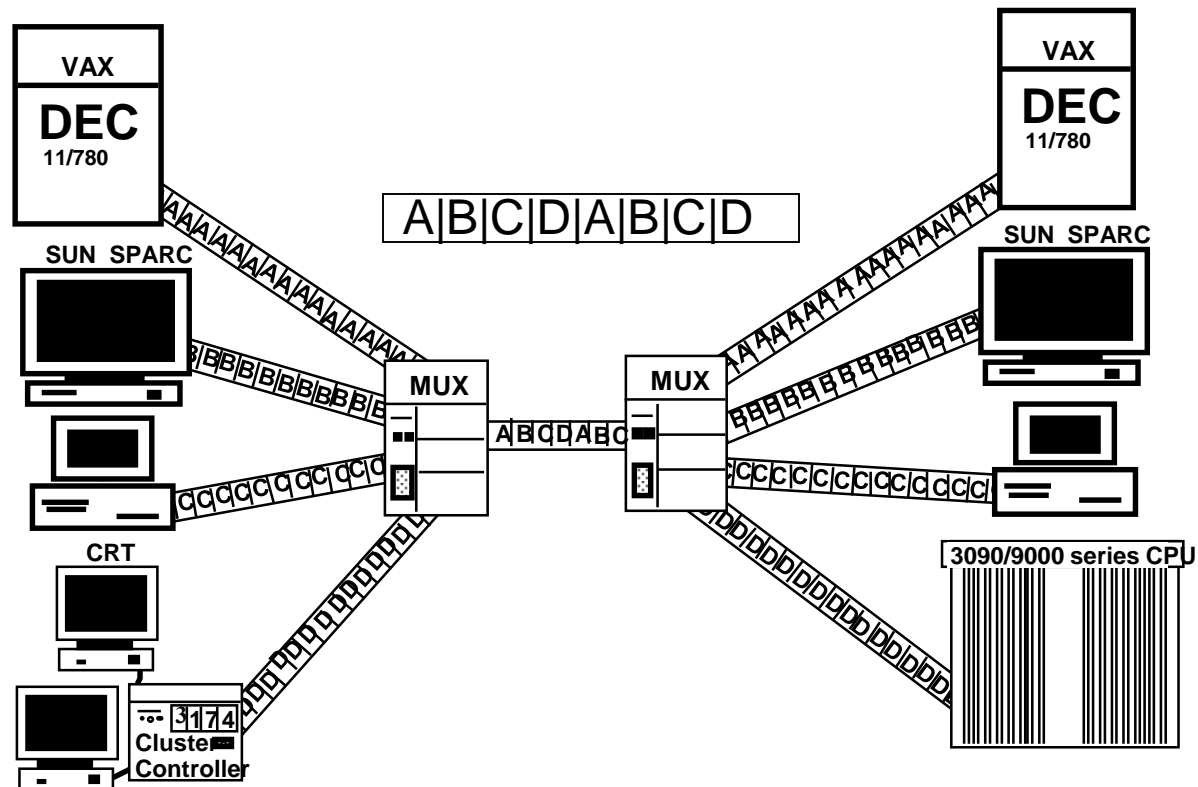 VAX
DEC
11/780
VAX
DEC
11/780
A|B|C|D|A|B|C|D
SUN SPARC
SUN SPARC
MUX
MUX
ABCDABC
CRT
3090/9000 series CPU
3174
Cluster
Controller